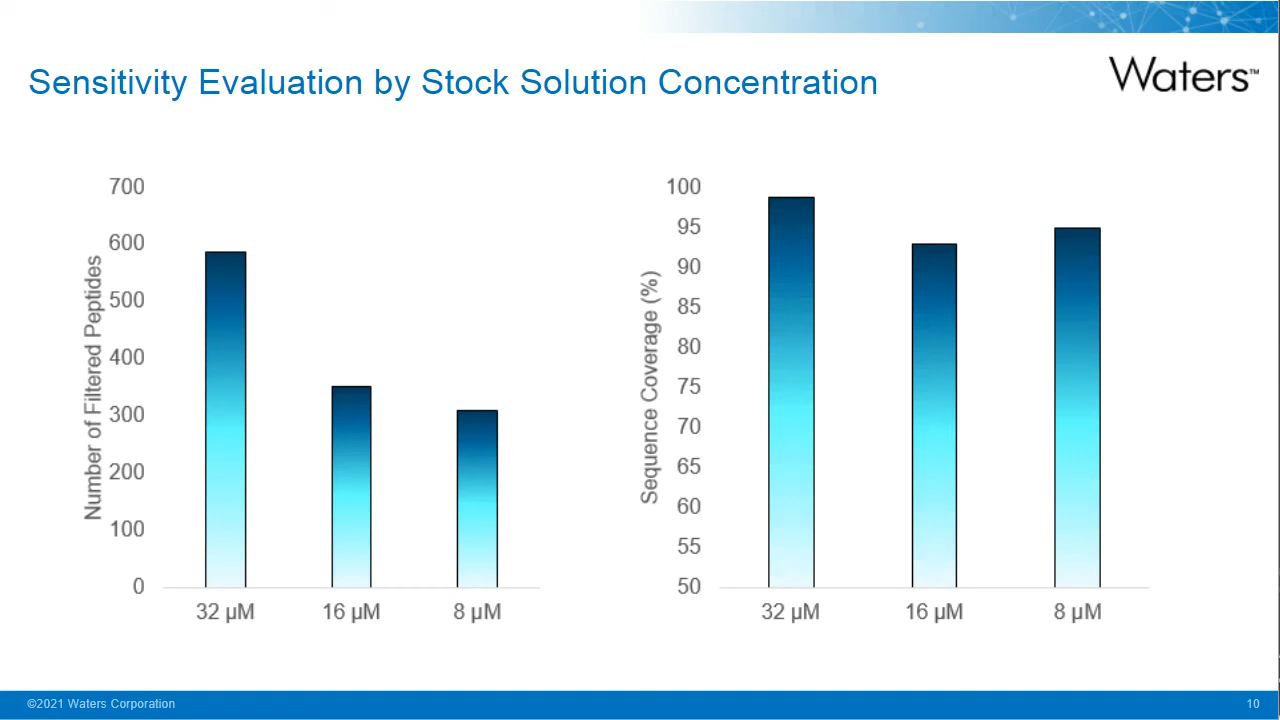 Sensitivity Evaluation by Stock Solution Concentration
Waters™
Number of Filtered Peptides
700
600
500
400
300
200
100
0
32 µM 16 µM 8 µM
Sequence Coverage (%)
100
95
90
85
80
75
70
65
60
55
50
32 µM 16 µM 8 µM
©2021 Waters Corporation
10